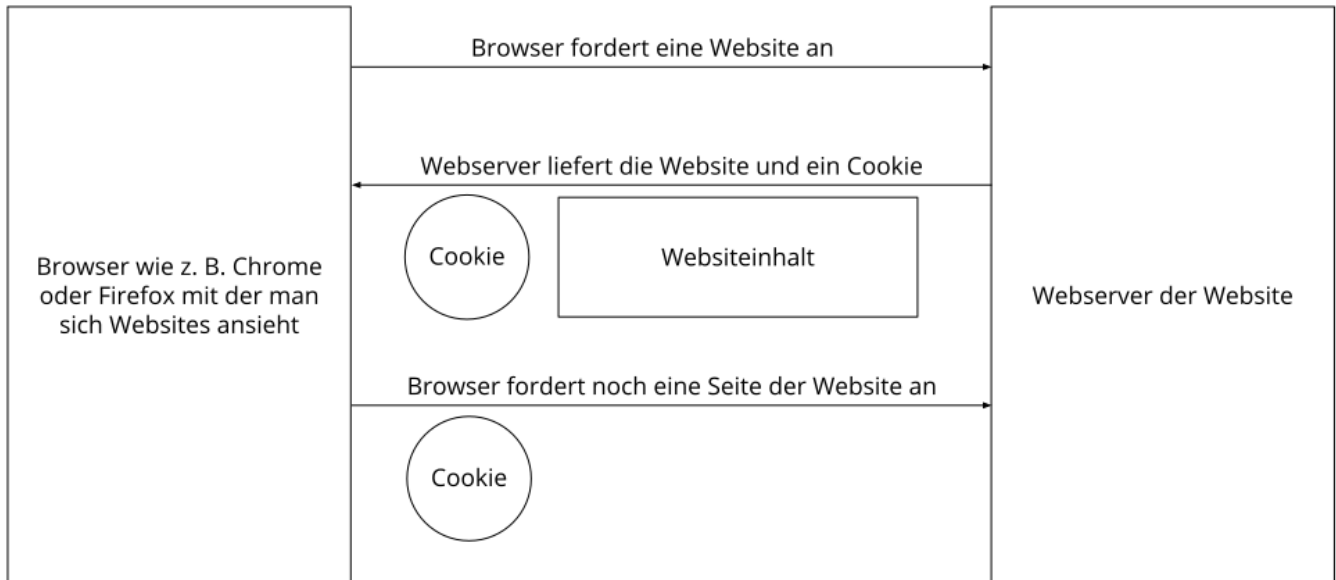 Browser fordert eine Website an
Webserver liefert die Website und ein Cookie
Cookie
Websiteinhalt
Browser wie z. B. Chrome
oder Firefox mit der man
sich Websites ansieht
Webserver der Website
Browser fordert noch eine Seite der Website an
Cookie